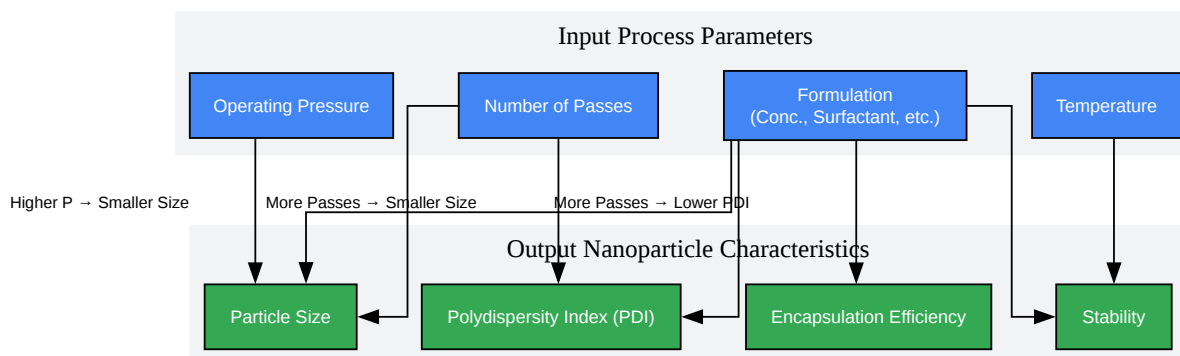 Input Process Parameters
Operating Pressure
Number of Passes
Formulation
(Conc., Surfactant, etc.)
Temperature
Higher P → Smaller Size
More Passes → Smaller Size
More Passes → Lower PDI
Output Nanoparticle Characteristics
Particle Size
Polydispersity Index (PDI)
Encapsulation Efficiency
Stability